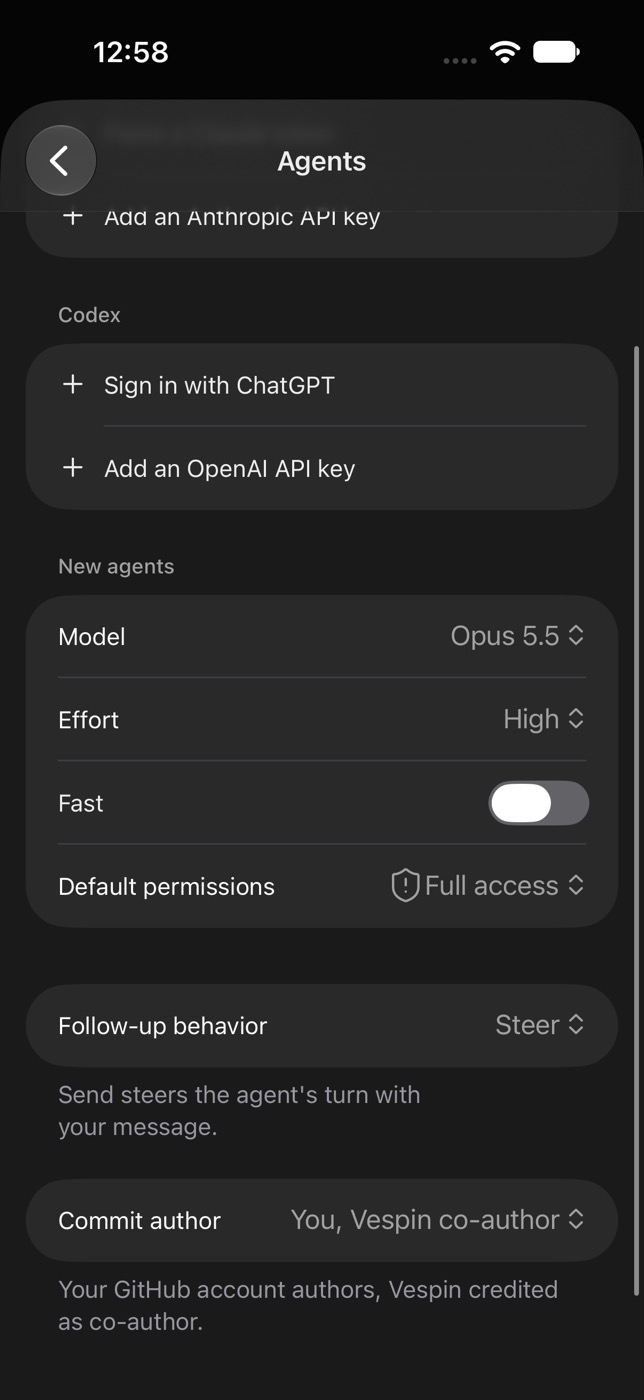 12:58
Agents
Add an Anthropic API key
Codex
Sign in with ChatGPT
Add an OpenAI API key
New agents
Model
Opus 5.5
Effort
High
Fast
Default permissions
Full access
Follow-up behavior
Steer
Send steers the agent's turn with
your message.
Commit author
You, Vespin co-author
Your GitHub account authors, Vespin credited
as co-author.